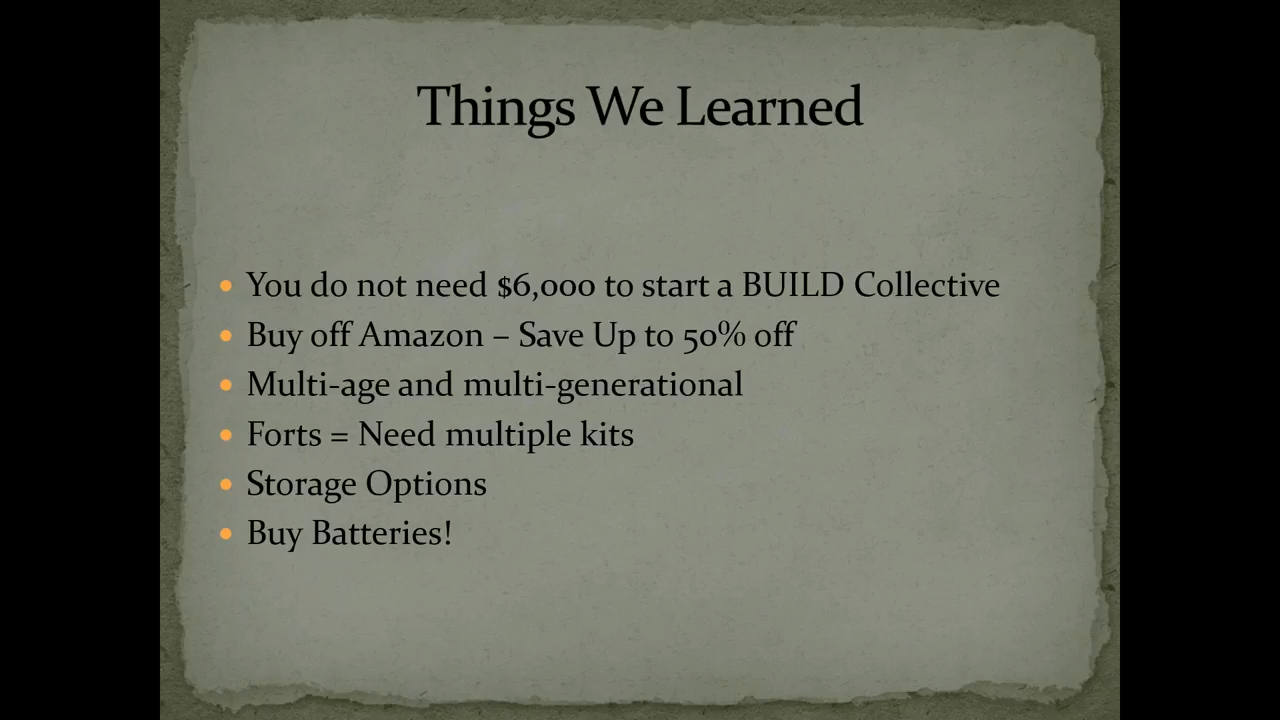 Things We Learned
You do not need $6,000 to start a BUILD Collective
Buy off Amazon – Save Up to 50% off
Multi-age and multi-generational
Forts = Need multiple kits
Storage Options
Buy Batteries!